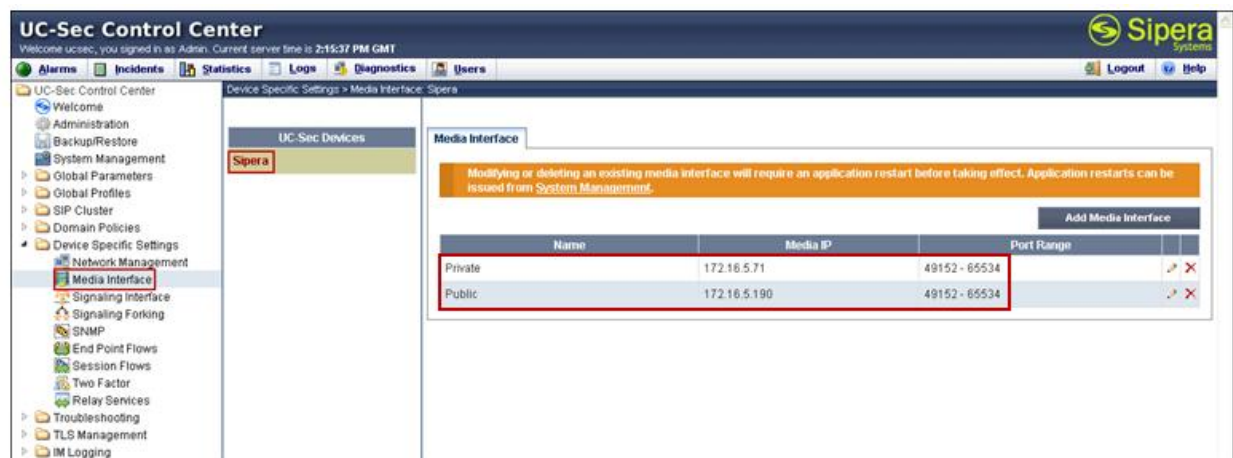 UC-Sec Control Center
Welcome ucsec, you signed in as Admin. Current server time is 2:15:37 PM GMT
Sipera
Systems
Alarms Incidents Statistics Logs Diagnostics Users Logout Help
UC-Sec Control Center
Welcome
Administration
Backup/Restore
System Management
Global Parameters
Global Profiles
SIP Cluster
Domain Policies
Device Specific Settings
Network Management
Media Interface
Signaling Interface
Signaling Forking
SNMP
End Point Flows
Session Flows
Two Factor
Relay Services
Troubleshooting
TLS Management
IM Logging
Device Specific Settings > Media Interface: Sipera
UC-Sec Devices
Sipera
Media Interface
Modifying or deleting an existing media interface will require an application restart before taking effect. Application restarts can be
issued from System Management.
Add Media Interface
Name Media IP Port Range
Private 172.16.5.71 49152 - 65534
Public 172.16.5.190 49152 - 65534